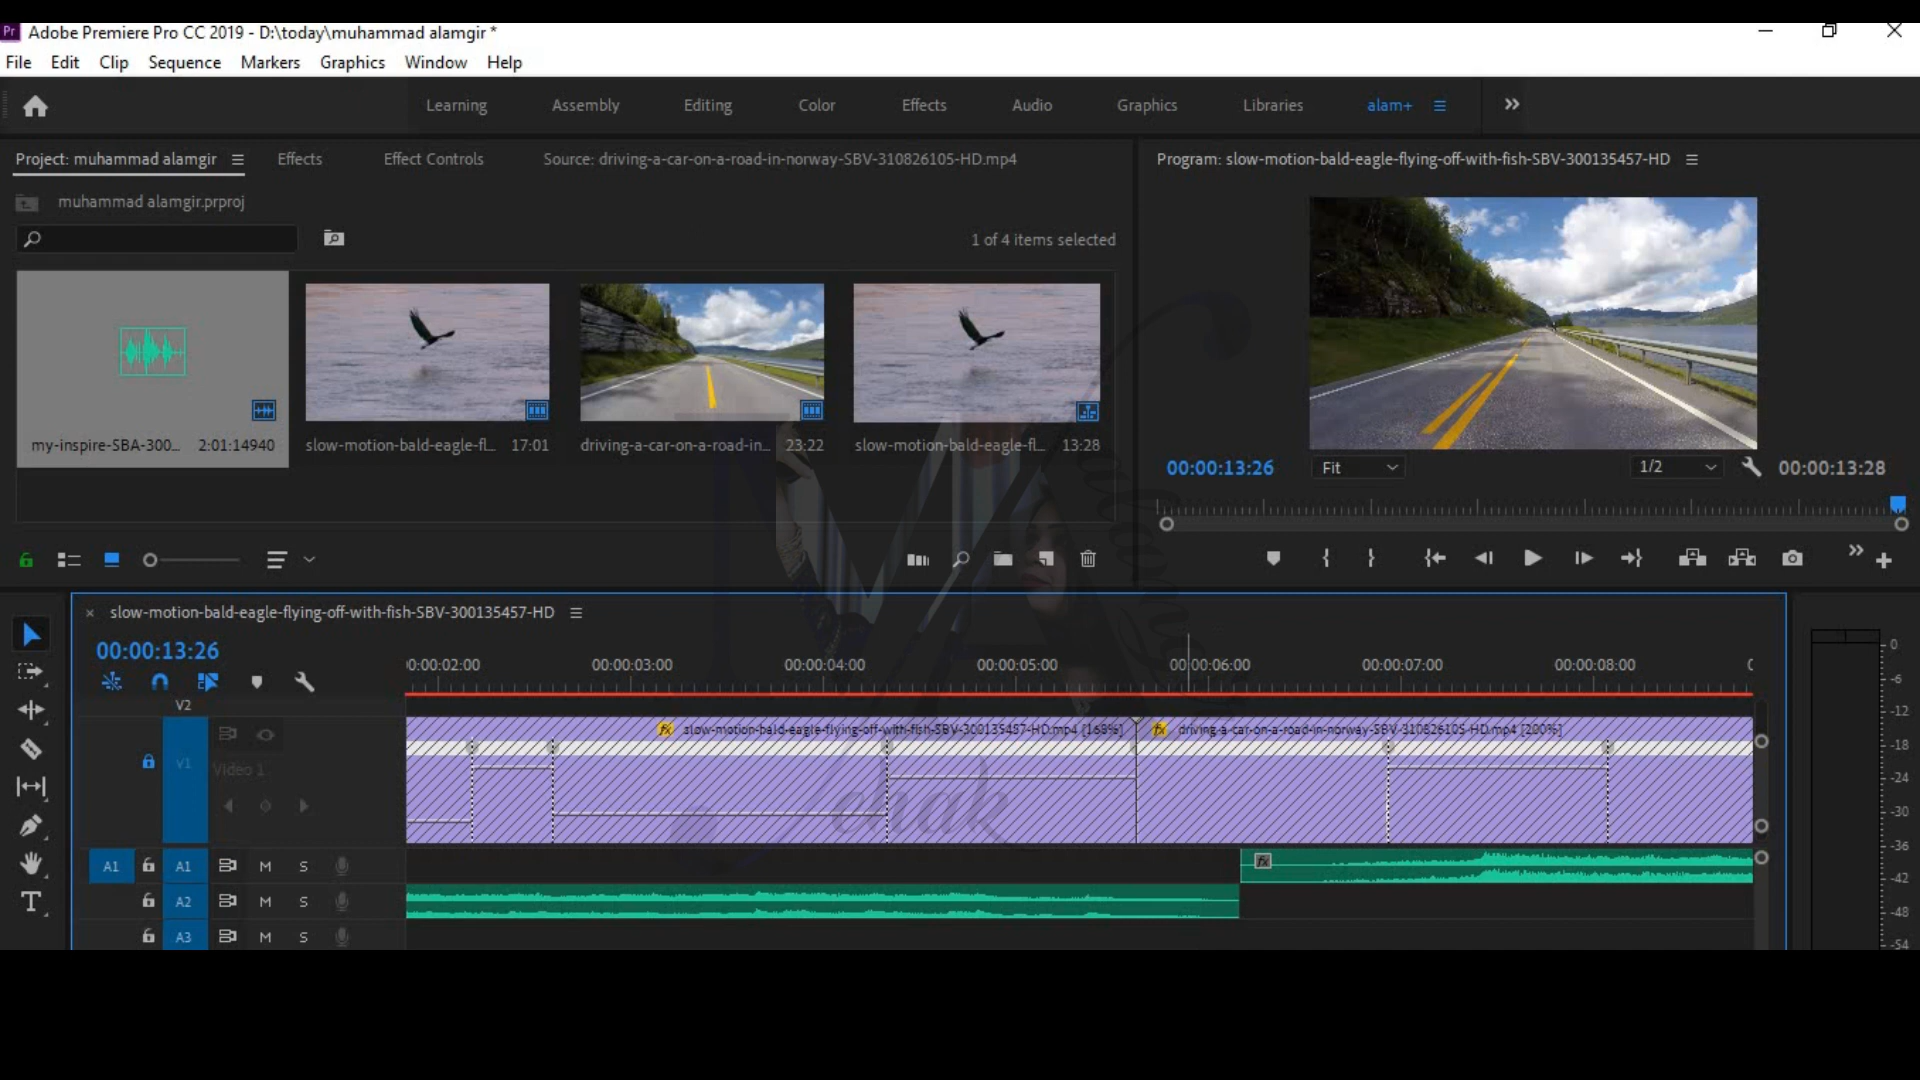 Pr Adobe Premiere Pro CC 2019 - D:\today\muhammad alamgir *
File Edit Clip Sequence Markers Graphics Window Help
Learning Assembly Editing Color Effects Audio Graphics Libraries alam+
Project: muhammad alamgir Effects Effect Controls Source: driving-a-car-on-a-road-in-norway-SBV-310826105-HD.mp4 Program: slow-motion-bald-eagle-flying-off-with-fish-SBV-300135457-HD
muhammad alamgir.prproj
1 of 4 items selected
my-inspire-SBA-300... 2:01:14940 slow-motion-bald-eagle-fl... 17:01 driving-a-car-on-a-road-in... 23:22 slow-motion-bald-eagle-fl... 13:28
00:00:13:26 Fit 1/2 00:00:13:28
slow-motion-bald-eagle-flying-off-with-fish-SBV-300135457-HD
00:00:13:26
0:00:02:00 00:00:03:00 00:00:04:00 00:00:05:00 00:00:06:00 00:00:07:00 00:00:08:00
V2
fx slow-motion-bald-eagle-flying-off-with-fish-SBV-300135457-HD.mp4 [168%] fx driving-a-car-on-a-road-in-norway-SBV-310826105-HD.mp4 [200%]
V1 Video 1
A1 A1 M S fx
A2 M S
A3 M S
0
-6
-12
-18
-24
-30
-36
-42
-48
-54
MA
chak